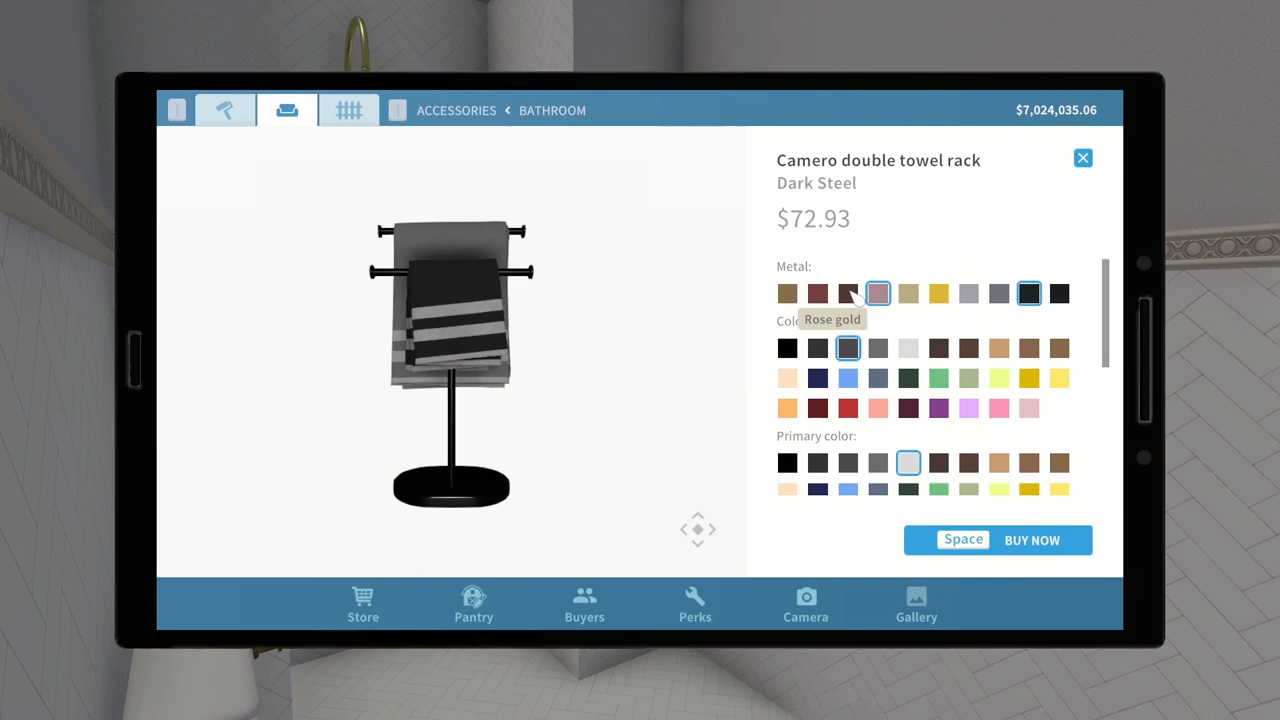 ACCESSORIES < BATHROOM
$7,024,035.06
Camero double towel rack
Dark Steel
$72.93
Metal:
Rose gold
Colo
Primary color:
Space BUY NOW
Store
Pantry
Buyers
Perks
Camera
Gallery